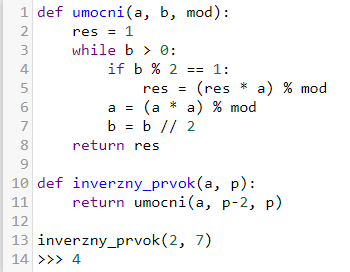 1 def umocni(a, b, mod):
2     res = 1
3     while b > 0:
4         if b % 2 == 1:
5             res = (res * a) % mod
6         a = (a * a) % mod
7         b = b // 2
8     return res
9
10 def inverzny_prvok(a, p):
11     return umocni(a, p-2, p)
12
13 inverzny_prvok(2, 7)
14 >>> 4